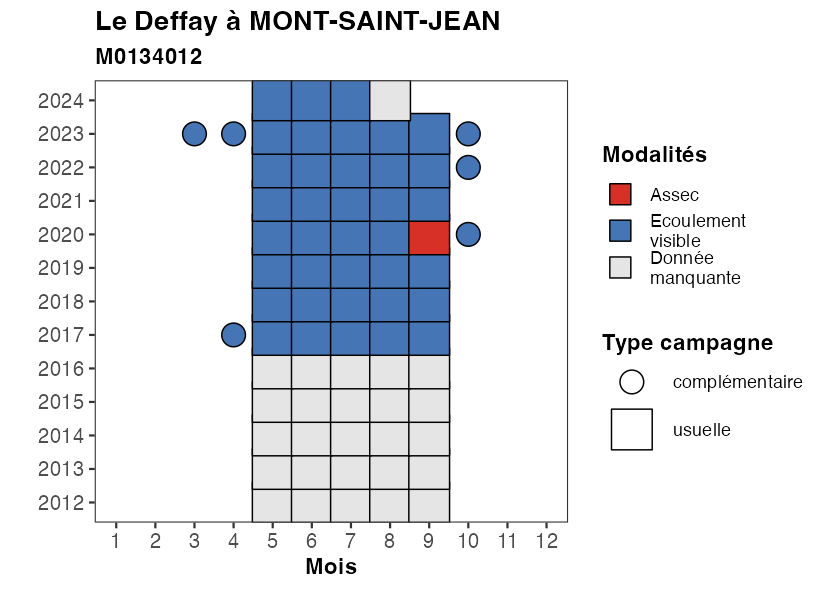 Le Deffay à MONT-SAINT-JEAN
M0134012
2024
2023
2022
2021
2020
2019
2018
2017
2016
2015
2014
2013
2012
1 2 3 4 5 6 7 8 9 10 11 12
Mois
Modalités
Assec
Ecoulement
visible
Donnée
manquante
Type campagne
complémentaire
usuelle